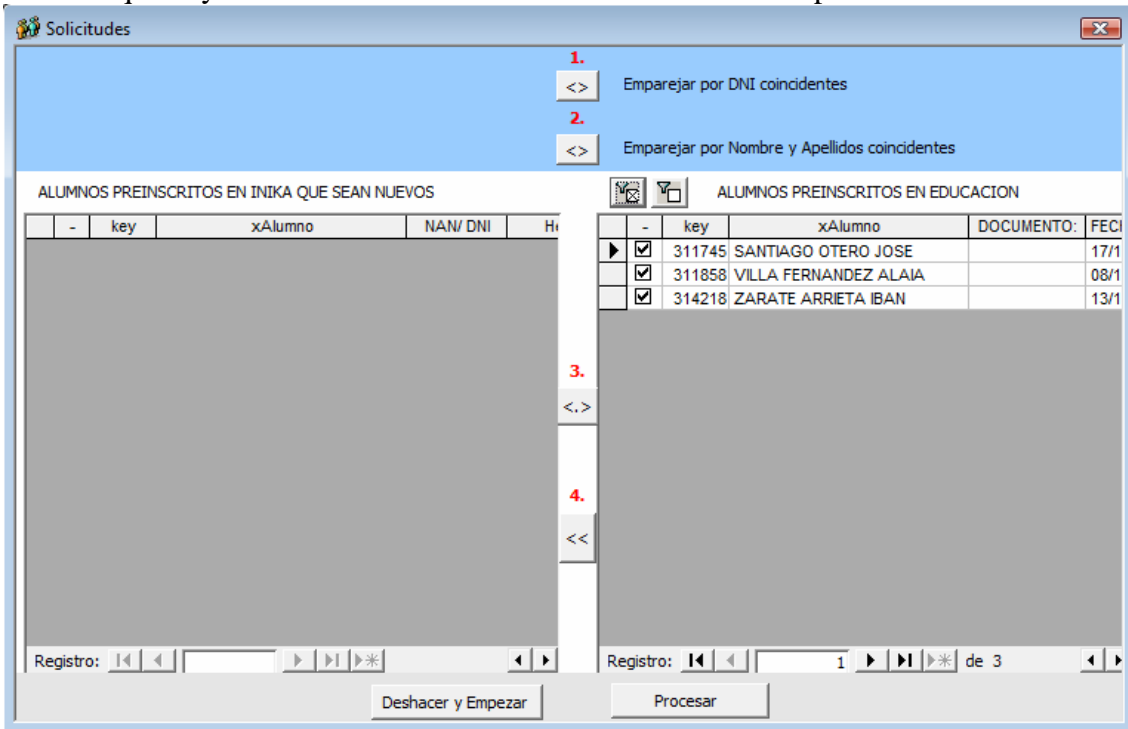 Solicitudes
1.
<> Emparejar por DNI coincidentes
2.
<> Emparejar por Nombre y Apellidos coincidentes
ALUMNOS PREINSCRITOS EN INIKA QUE SEAN NUEVOS
ALUMNOS PREINSCRITOS EN EDUCACION
- key xAlumno NAN/ DNI
- key xAlumno DOCUMENTO: FECI
311745 SANTIAGO OTERO JOSE 17/1
311858 VILLA FERNANDEZ ALAIA 08/1
314218 ZARATE ARRIETA IBAN 13/1
3.
<.>
4.
<<
Registro:
Registro: 1 de 3
Deshacer y Empezar
Procesar